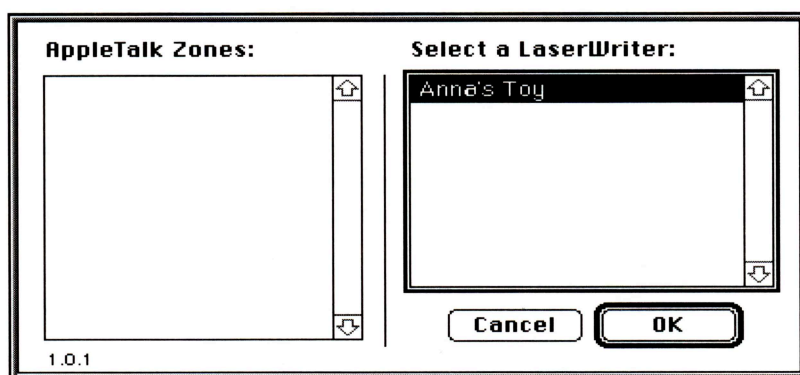 AppleTalk Zones:
Select a LaserWriter:
Anna's Toy
Cancel
OK
1.0.1